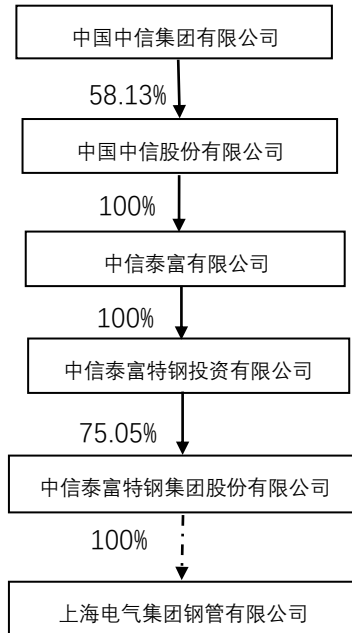 中国中信集团有限公司
58.13%
中国中信股份有限公司
100%
中信泰富有限公司
100%
中信泰富特钢投资有限公司
75.05%
中信泰富特钢集团股份有限公司
100%
上海电气集团钢管有限公司